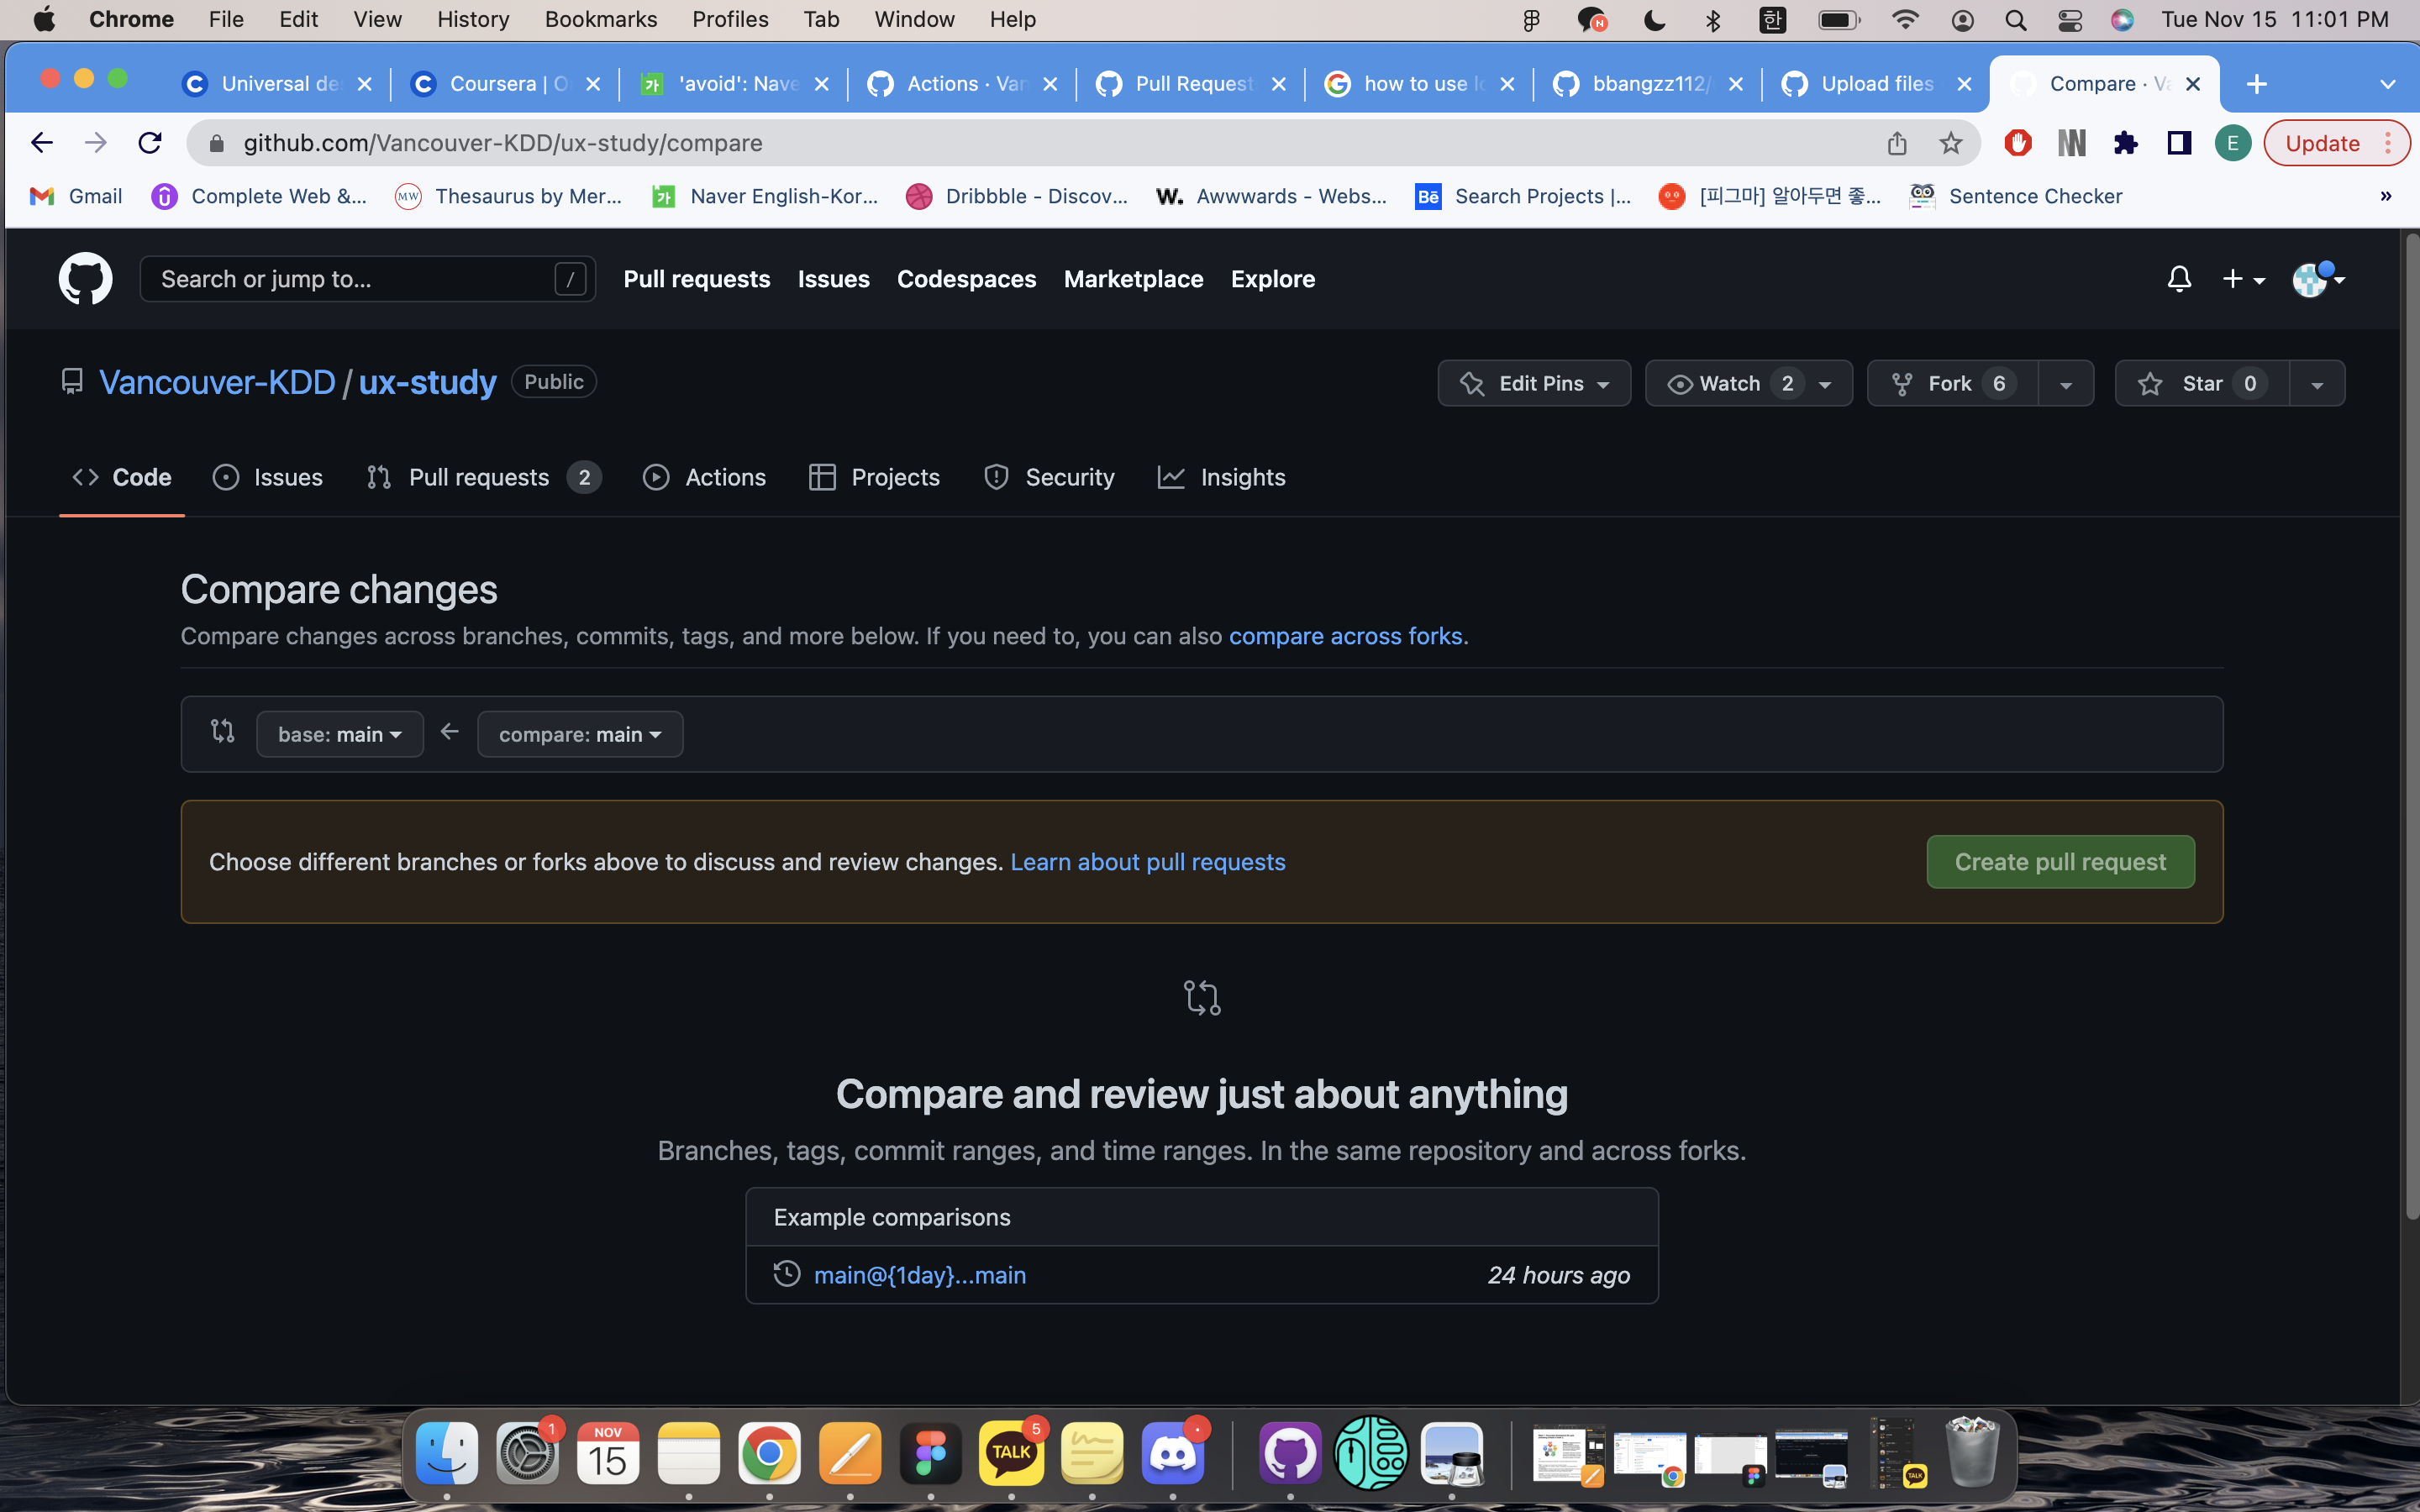 Chrome File Edit View History Bookmarks Profiles Tab Window Help 한 Tue Nov 15 11:01 PM
Universal de Coursera | O 'avoid': Nave Actions · Van Pull Request how to use lo bbangzz112/ Upload files Compare · Va
github.com/Vancouver-KDD/ux-study/compare E Update
Gmail Complete Web &... Thesaurus by Mer... Naver English-Kor... Dribbble - Discov... W. Awwwards - Webs... Bē Search Projects |... [피그마] 알아두면 좋... Sentence Checker »
Search or jump to... / Pull requests Issues Codespaces Marketplace Explore
Vancouver-KDD / ux-study Public Edit Pins Watch 2 Fork 6 Star 0
Code Issues Pull requests 2 Actions Projects Security Insights
Compare changes
Compare changes across branches, commits, tags, and more below. If you need to, you can also compare across forks.
base: main compare: main
Choose different branches or forks above to discuss and review changes. Learn about pull requests Create pull request
Compare and review just about anything
Branches, tags, commit ranges, and time ranges. In the same repository and across forks.
Example comparisons
main@{1day}...main 24 hours ago
1 NOV 15 TALK 5